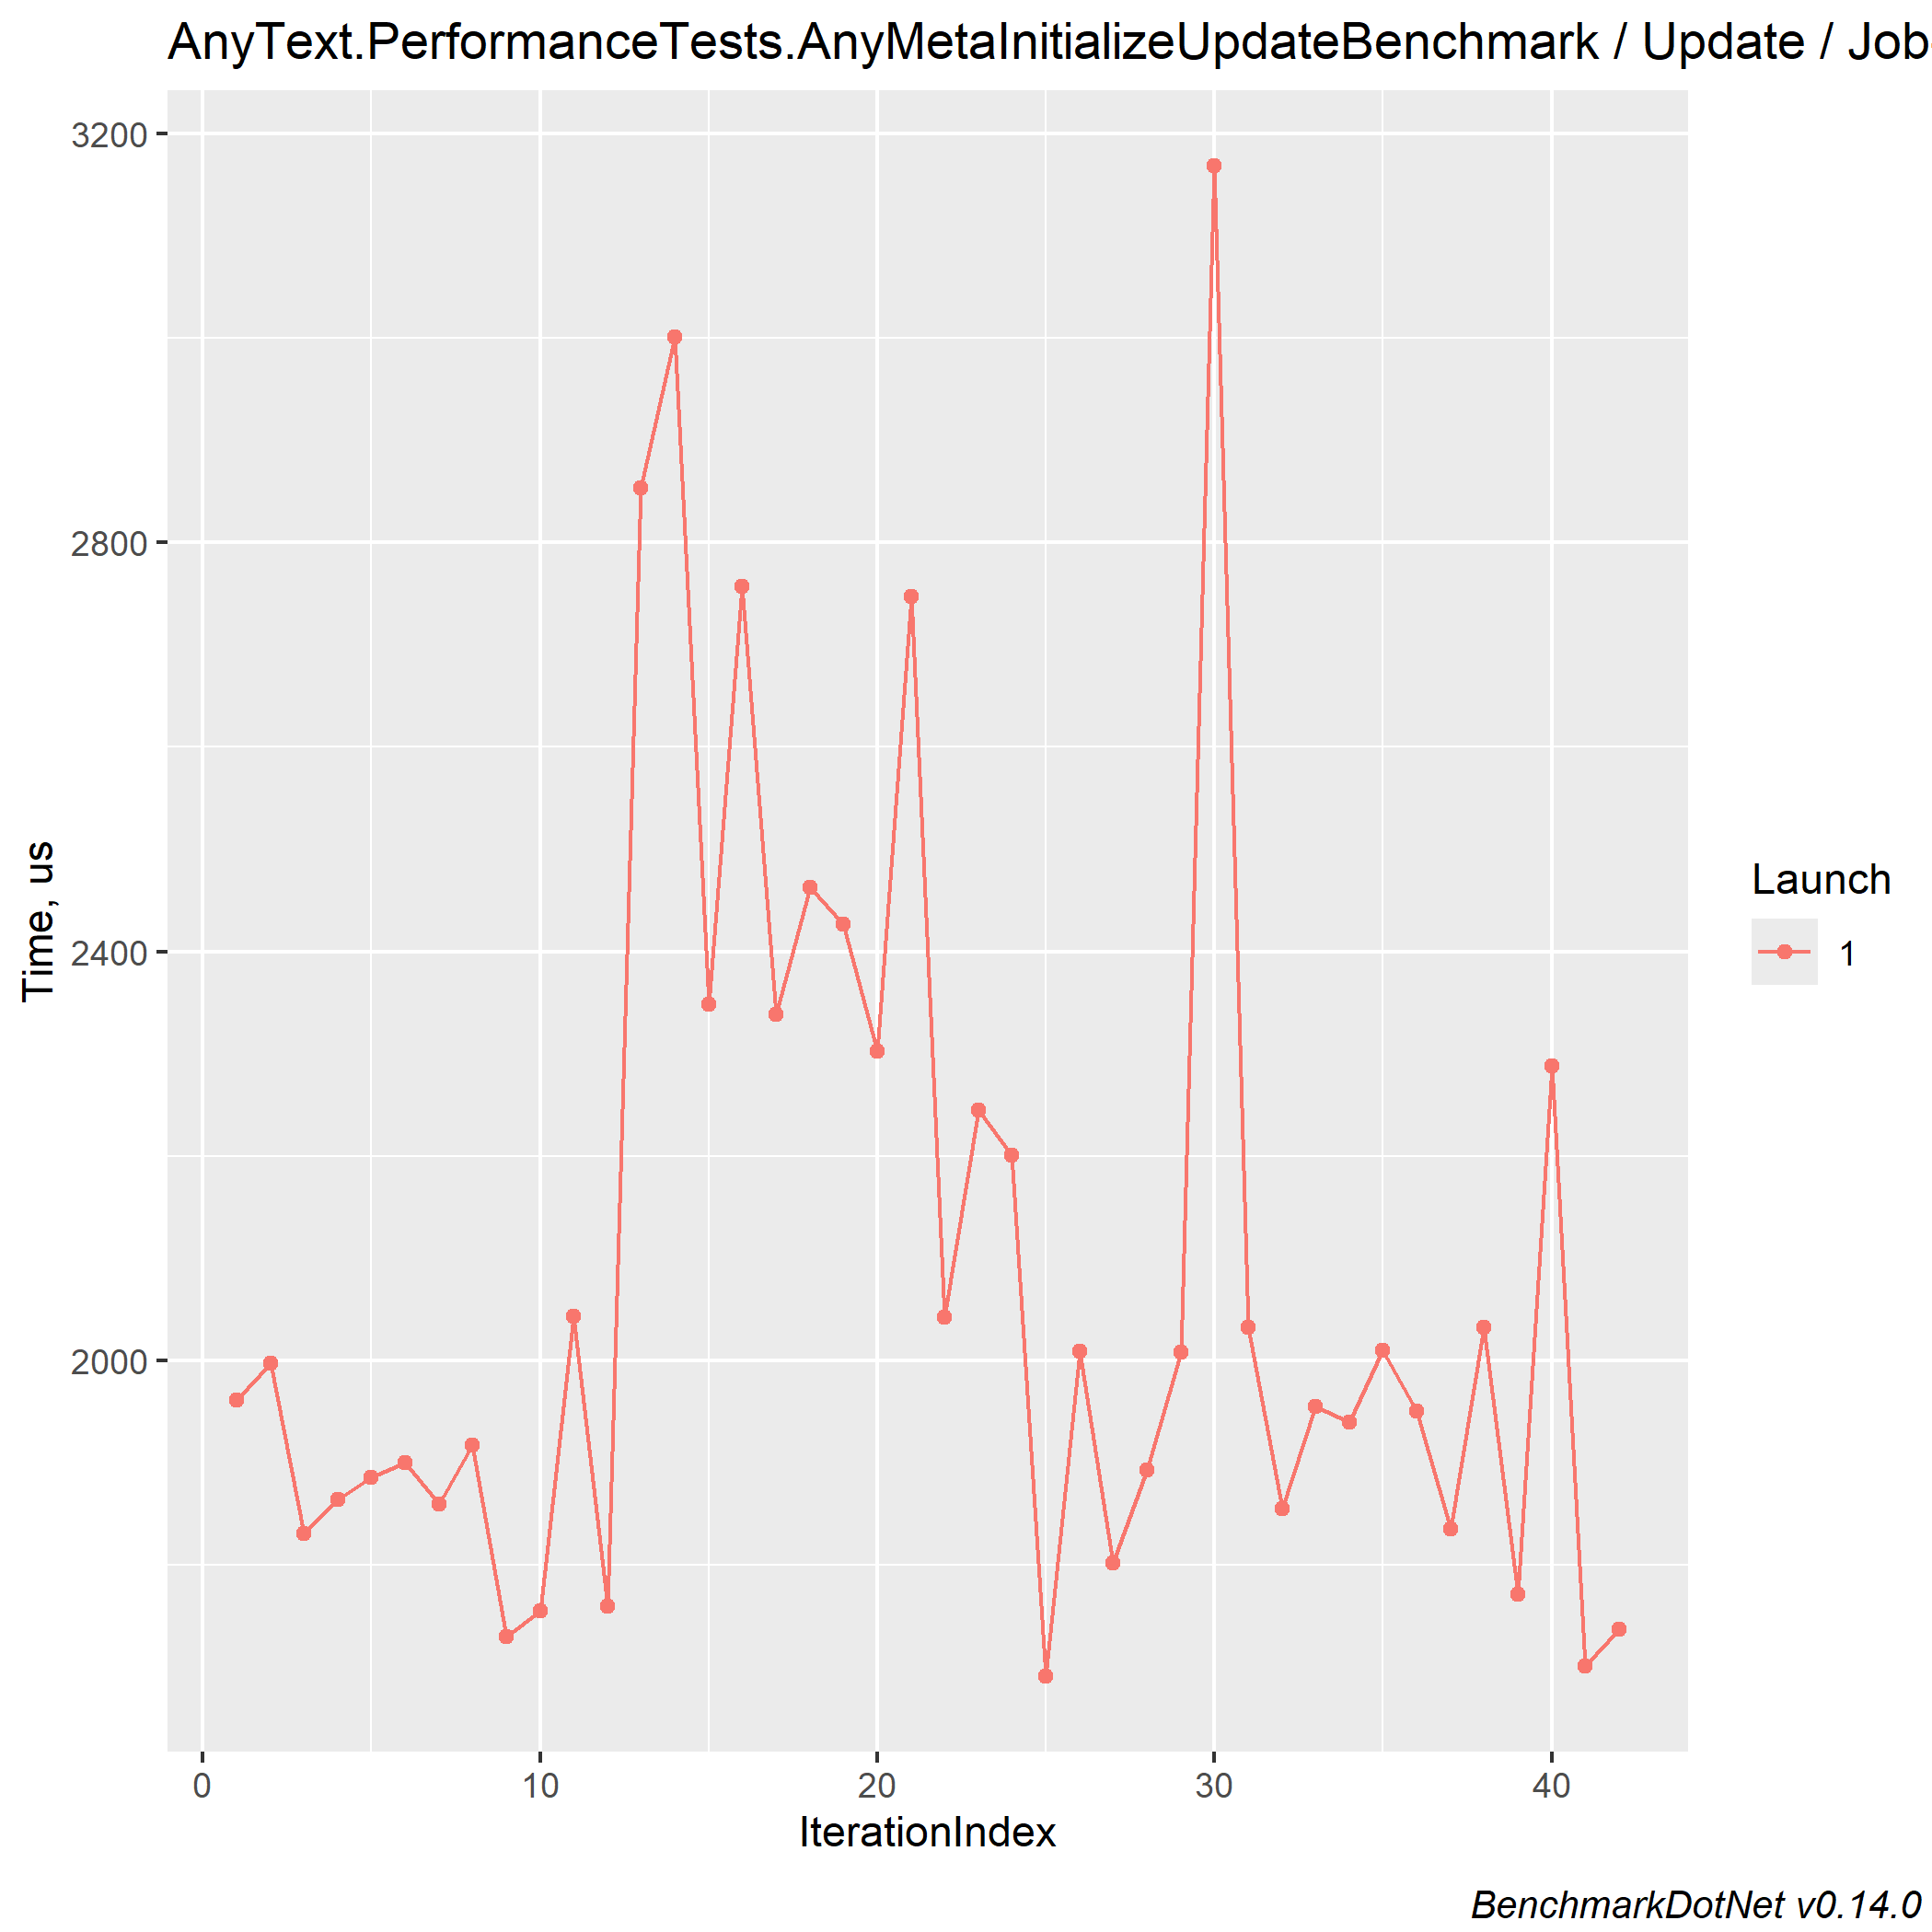 AnyText.PerformanceTests.AnyMetaInitializeUpdateBenchmark / Update / Job
3200
2800
2400
2000
Time, us
0 10 20 30 40
IterationIndex
Launch
1
BenchmarkDotNet v0.14.0